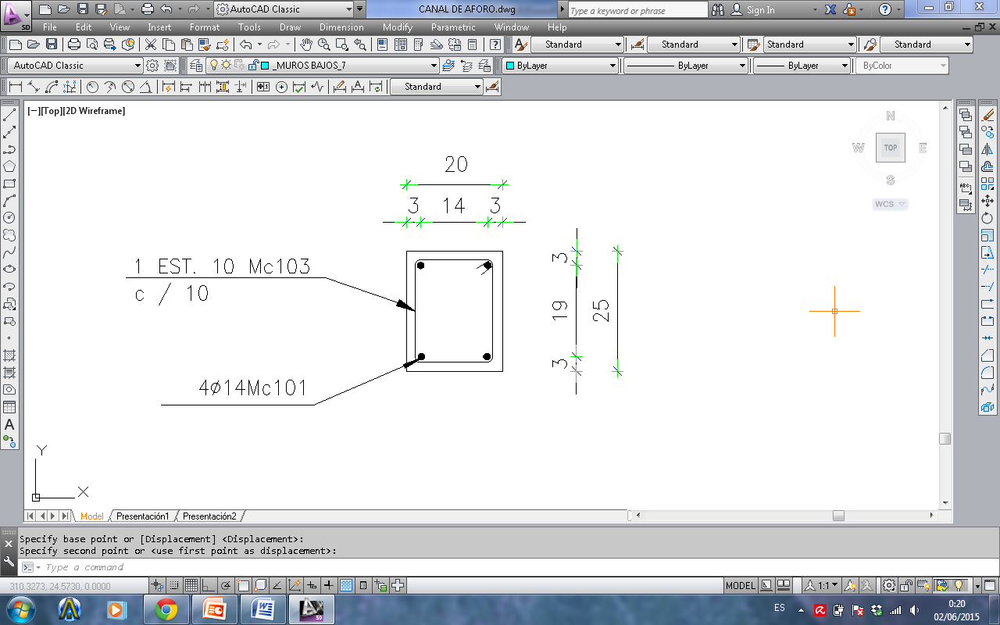 AutoCAD Classic
CANAL DE AFORO.dwg
Type a keyword or phrase
Sign In
SD
File Edit View Insert Format Tools Draw Dimension Modify Parametric Window Help
Standard Standard Standard Standard
AutoCAD Classic _MUROS BAJOS_7 ByLayer ByLayer ByLayer ByColor
Standard
[−][Top][2D Wireframe]
N
W TOP E
S
WCS
20
3 14 3
1 EST. 10 Mc103
c / 10
4ø14Mc101
3
19
3
25
Y
X
ABC
A
Model Presentación1 Presentación2
Specify base point or [Displacement] <Displacement>:
Specify second point or <use first point as displacement>:
Type a command
310.3273, 24.5730, 0.0000
MODEL 1:1
ES
0:20
02/06/2015